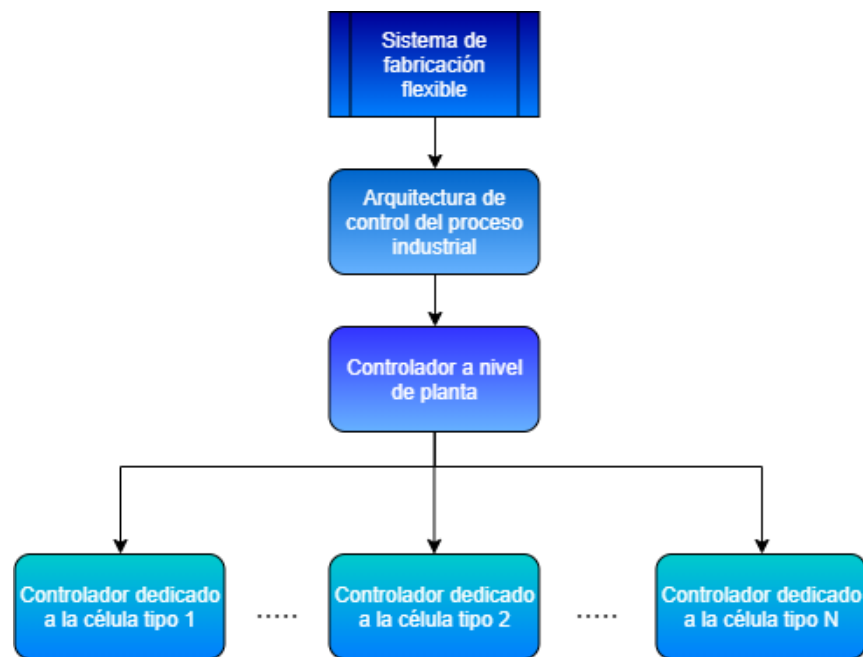 Sistema de
fabricación
flexible
Arquitectura de
control del proceso
industrial
Controlador a nivel
de planta
Controlador dedicado
a la célula tipo 1
.....
Controlador dedicado
a la célula tipo 2
.....
Controlador dedicado
a la célula tipo N